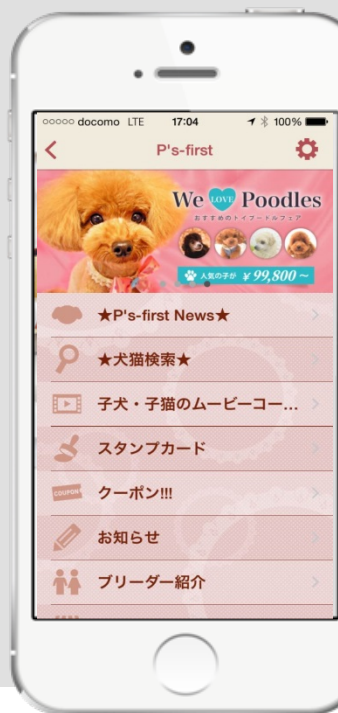 docomo LTE 17:04 100%
P's-first
We LOVE Poodles
おすすめのトイプードルフェア
人気の子が ¥99,800～
★P's-first News★
★犬猫検索★
子犬・子猫のムービーコー...
スタンプカード
COUPON
クーポン!!!
お知らせ
ブリーダー紹介